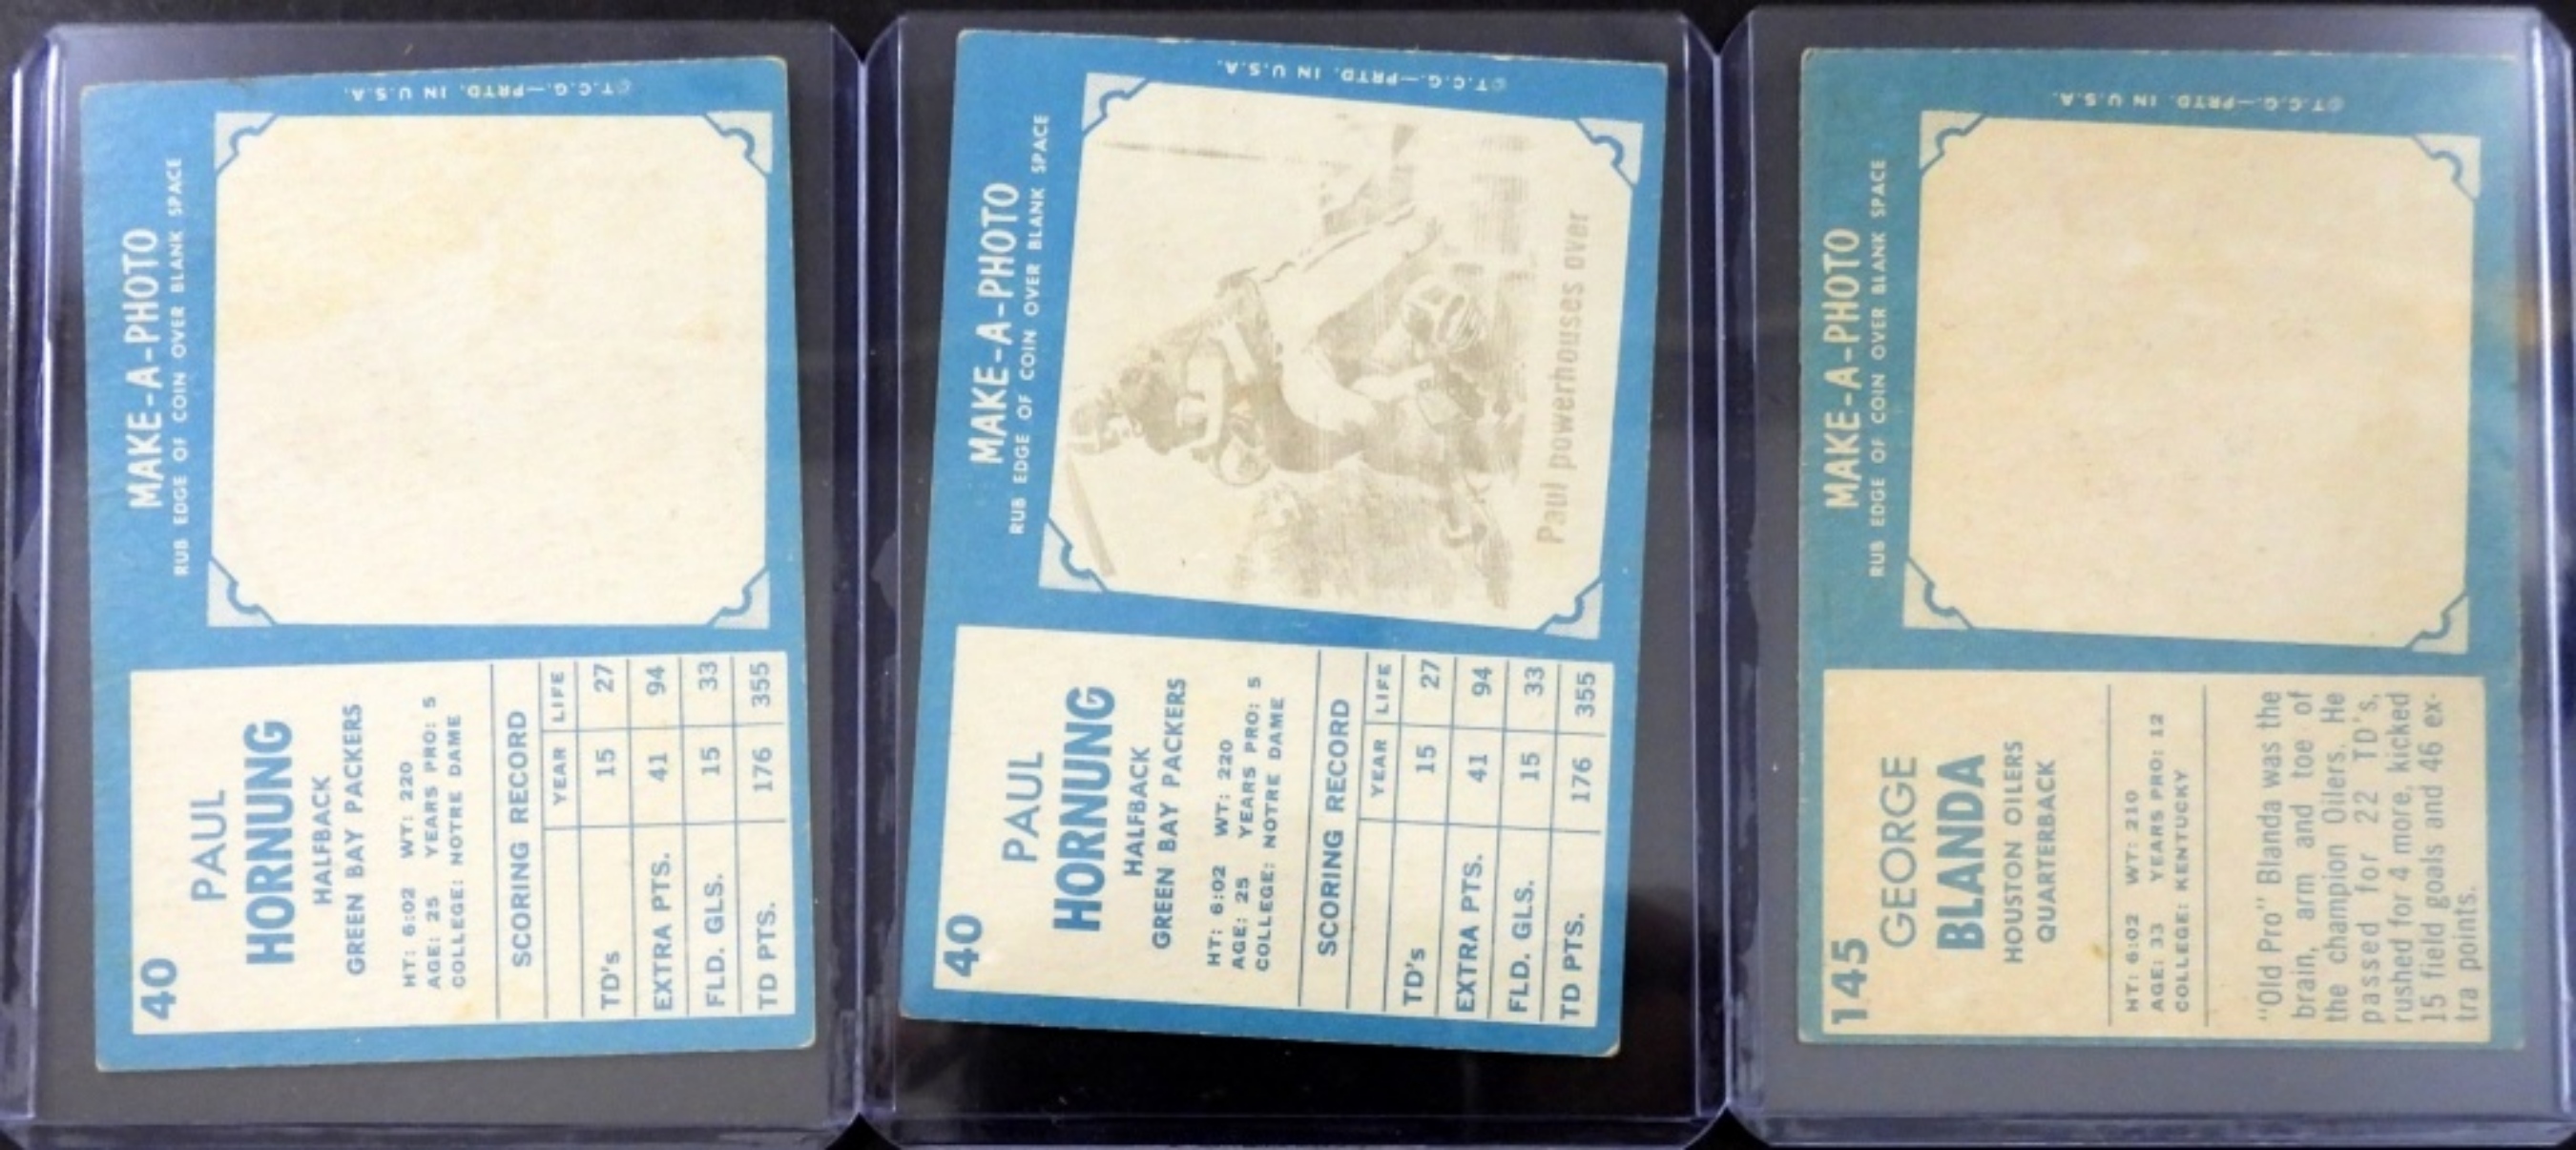 ©T.C.G.—PRTD. IN U.S.A.
MAKE-A-PHOTO
RUB EDGE OF COIN OVER BLANK SPACE
40
PAUL
HORNUNG
HALFBACK
GREEN BAY PACKERS
HT: 6:02 WT: 220
AGE: 25 YEARS PRO: 5
COLLEGE: NOTRE DAME
SCORING RECORD
YEAR LIFE
TD's 15 27
EXTRA PTS. 41 94
FLD. GLS. 15 33
TD PTS. 176 355
©T.C.G.—PRTD. IN U.S.A.
MAKE-A-PHOTO
RUB EDGE OF COIN OVER BLANK SPACE
Paul powerhouses over
40
PAUL
HORNUNG
HALFBACK
GREEN BAY PACKERS
HT: 6:02 WT: 220
AGE: 25 YEARS PRO: 5
COLLEGE: NOTRE DAME
SCORING RECORD
YEAR LIFE
TD's 15 27
EXTRA PTS. 41 94
FLD. GLS. 15 33
TD PTS. 176 355
©T.C.G.—PRTD. IN U.S.A.
MAKE-A-PHOTO
RUB EDGE OF COIN OVER BLANK SPACE
145
GEORGE
BLANDA
HOUSTON OILERS
QUARTERBACK
HT: 6:02 WT: 210
AGE: 33 YEARS PRO: 12
COLLEGE: KENTUCKY
"Old Pro" Blanda was the
brain, arm and toe of
the champion Oilers. He
passed for 22 TD's,
rushed for 4 more, kicked
15 field goals and 46 ex-
tra points.